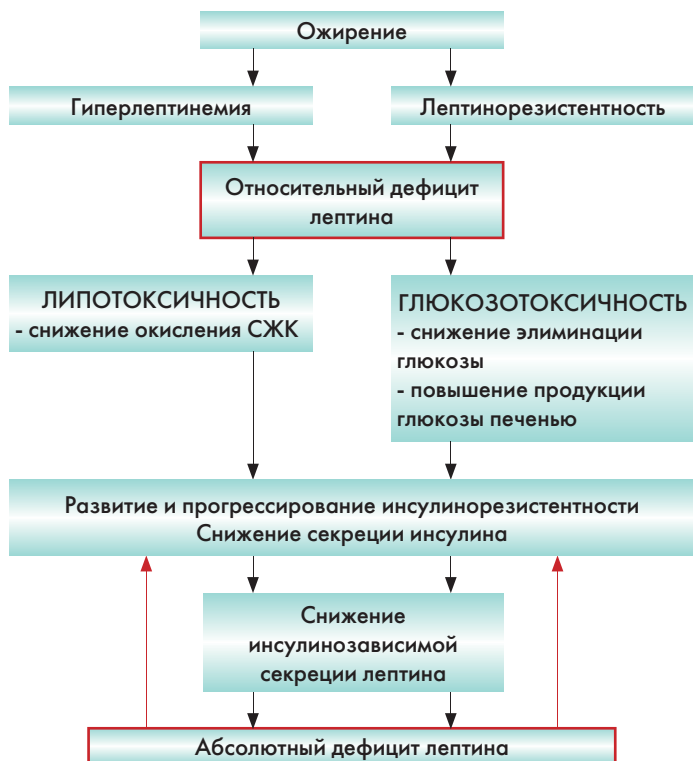 Ожирение
Гиперлептинемия
Лептинорезистентность
Относительный дефицит
лептина
ЛИПОТОКСИЧНОСТЬ
- снижение окисления СЖК
ГЛЮКОЗОТОКСИЧНОСТЬ
- снижение элиминации
глюкозы
- повышение продукции
глюкозы печенью
Развитие и прогрессирование инсулинорезистентности
Снижение секреции инсулина
Снижение
инсулинозависимой
секреции лептина
Абсолютный дефицит лептина